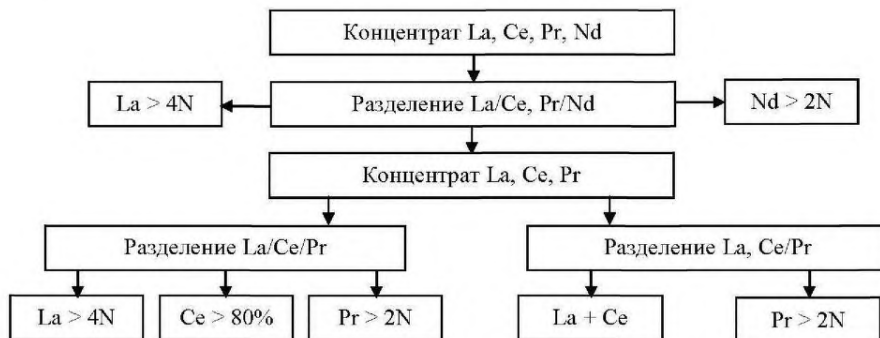 Концентрат La, Ce, Pr, Nd
La > 4N
Разделение La/Ce, Pr/Nd
Nd > 2N
Концентрат La, Ce, Pr
Разделение La/Ce/Pr
Разделение La, Ce/Pr
La > 4N
Ce > 80%
Pr > 2N
La + Ce
Pr > 2N